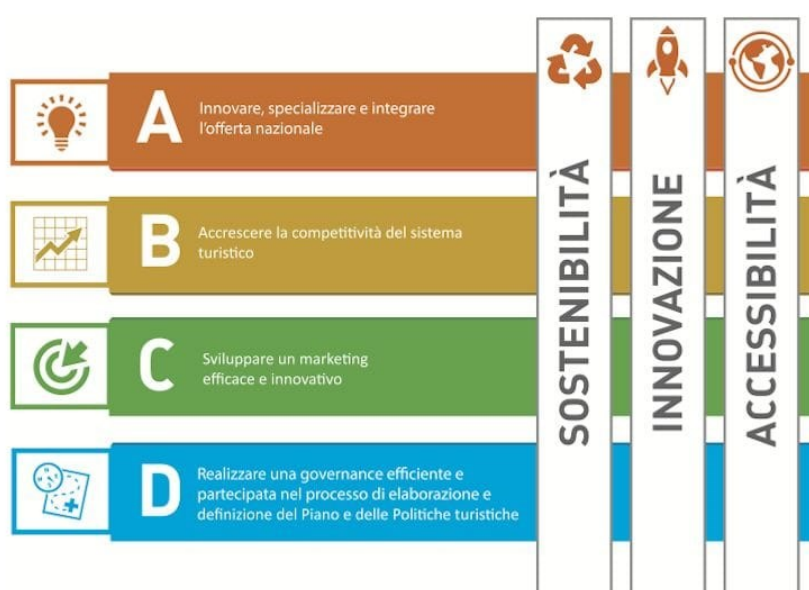 A
Innovare, specializzare e integrare
l'offerta nazionale
B
Accrescere la competitività del sistema
turistico
C
Sviluppare un marketing
efficace e innovativo
D
Realizzare una governance efficiente e
partecipata nel processo di elaborazione e
definizione del Piano e delle Politiche turistiche
SOSTENIBILITÀ
INNOVAZIONE
ACCESSIBILITÀ